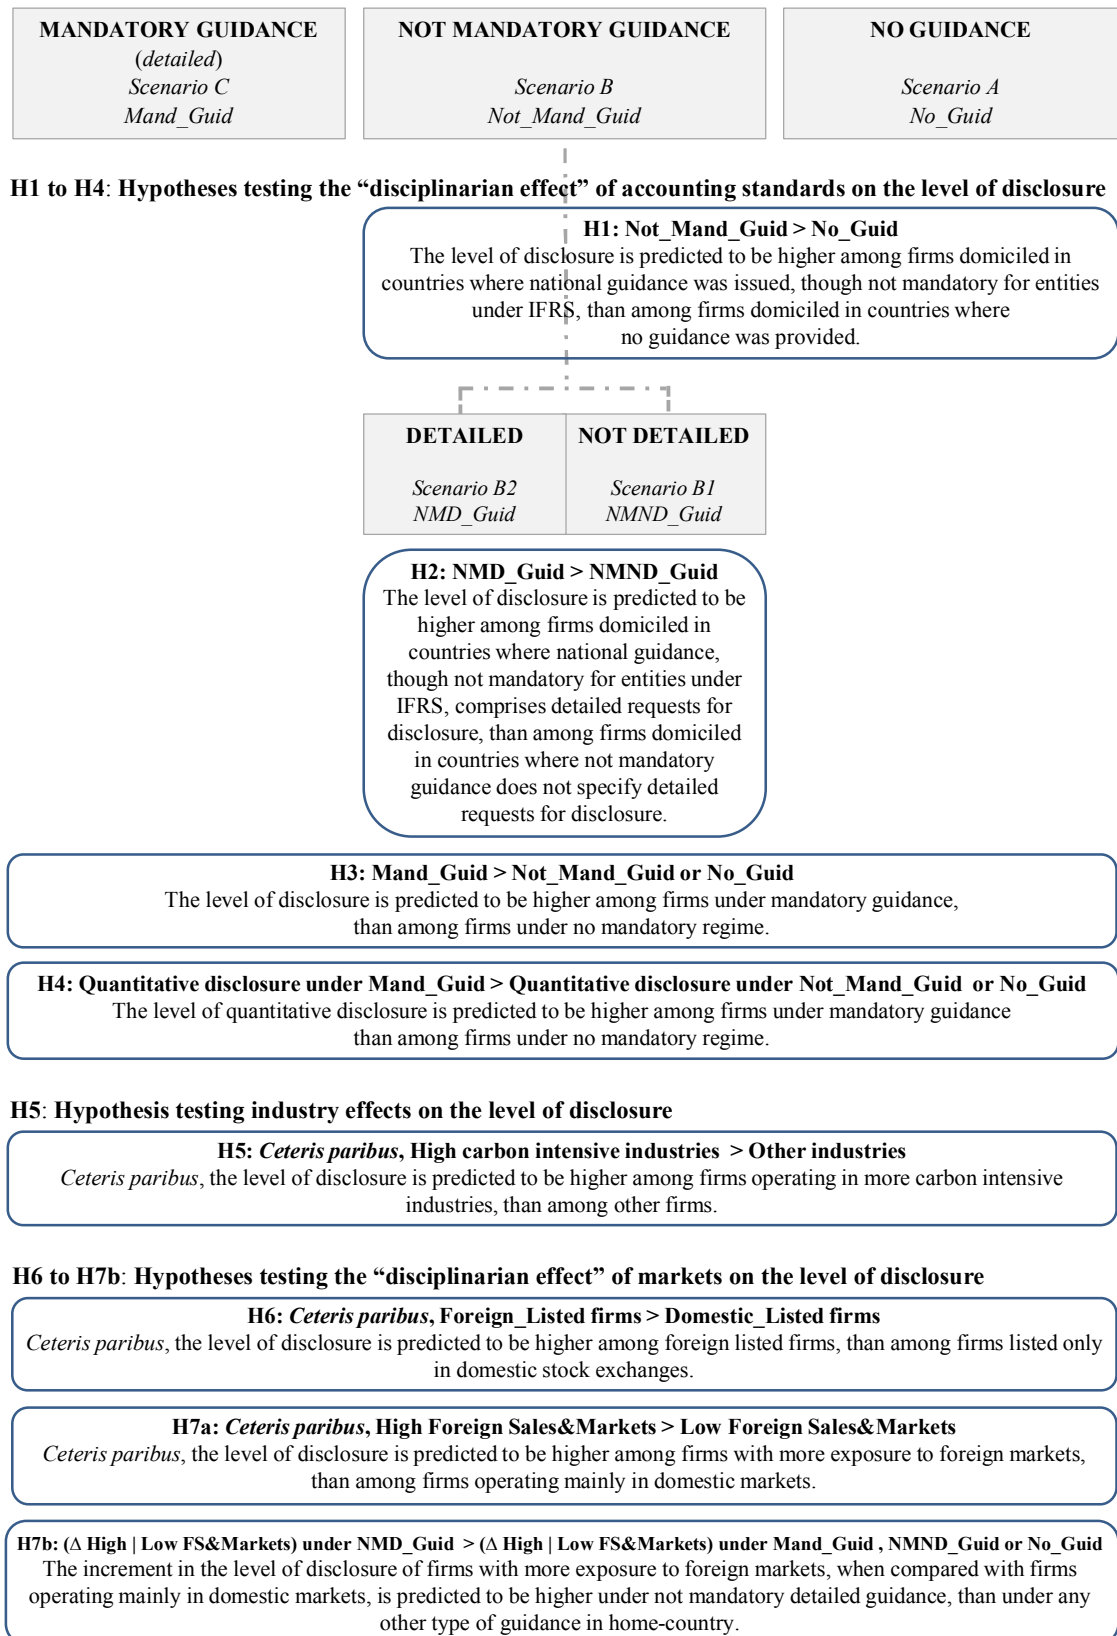 MANDATORY GUIDANCE
(detailed)
Scenario C
Mand_Guid
NOT MANDATORY GUIDANCE
Scenario B
Not_Mand_Guid
NO GUIDANCE
Scenario A
No_Guid
H1 to H4: Hypotheses testing the “disciplinarian effect” of accounting standards on the level of disclosure
H1: Not_Mand_Guid > No_Guid
The level of disclosure is predicted to be higher among firms domiciled in
countries where national guidance was issued, though not mandatory for entities
under IFRS, than among firms domiciled in countries where
no guidance was provided.
DETAILED
Scenario B2
NMD_Guid
NOT DETAILED
Scenario B1
NMND_Guid
H2: NMD_Guid > NMND_Guid
The level of disclosure is predicted to be
higher among firms domiciled in
countries where national guidance,
though not mandatory for entities under
IFRS, comprises detailed requests for
disclosure, than among firms domiciled
in countries where not mandatory
guidance does not specify detailed
requests for disclosure.
H3: Mand_Guid > Not_Mand_Guid or No_Guid
The level of disclosure is predicted to be higher among firms under mandatory guidance,
than among firms under no mandatory regime.
H4: Quantitative disclosure under Mand_Guid > Quantitative disclosure under Not_Mand_Guid or No_Guid
The level of quantitative disclosure is predicted to be higher among firms under mandatory guidance
than among firms under no mandatory regime.
H5: Hypothesis testing industry effects on the level of disclosure
H5: Ceteris paribus, High carbon intensive industries > Other industries
Ceteris paribus, the level of disclosure is predicted to be higher among firms operating in more carbon intensive
industries, than among other firms.
H6 to H7b: Hypotheses testing the “disciplinarian effect” of markets on the level of disclosure
H6: Ceteris paribus, Foreign_Listed firms > Domestic_Listed firms
Ceteris paribus, the level of disclosure is predicted to be higher among foreign listed firms, than among firms listed only
in domestic stock exchanges.
H7a: Ceteris paribus, High Foreign Sales&Markets > Low Foreign Sales&Markets
Ceteris paribus, the level of disclosure is predicted to be higher among firms with more exposure to foreign markets,
than among firms operating mainly in domestic markets.
H7b: (Δ High | Low FS&Markets) under NMD_Guid > (Δ High | Low FS&Markets) under Mand_Guid , NMND_Guid or No_Guid
The increment in the level of disclosure of firms with more exposure to foreign markets, when compared with firms
operating mainly in domestic markets, is predicted to be higher under not mandatory detailed guidance, than under any
other type of guidance in home-country.